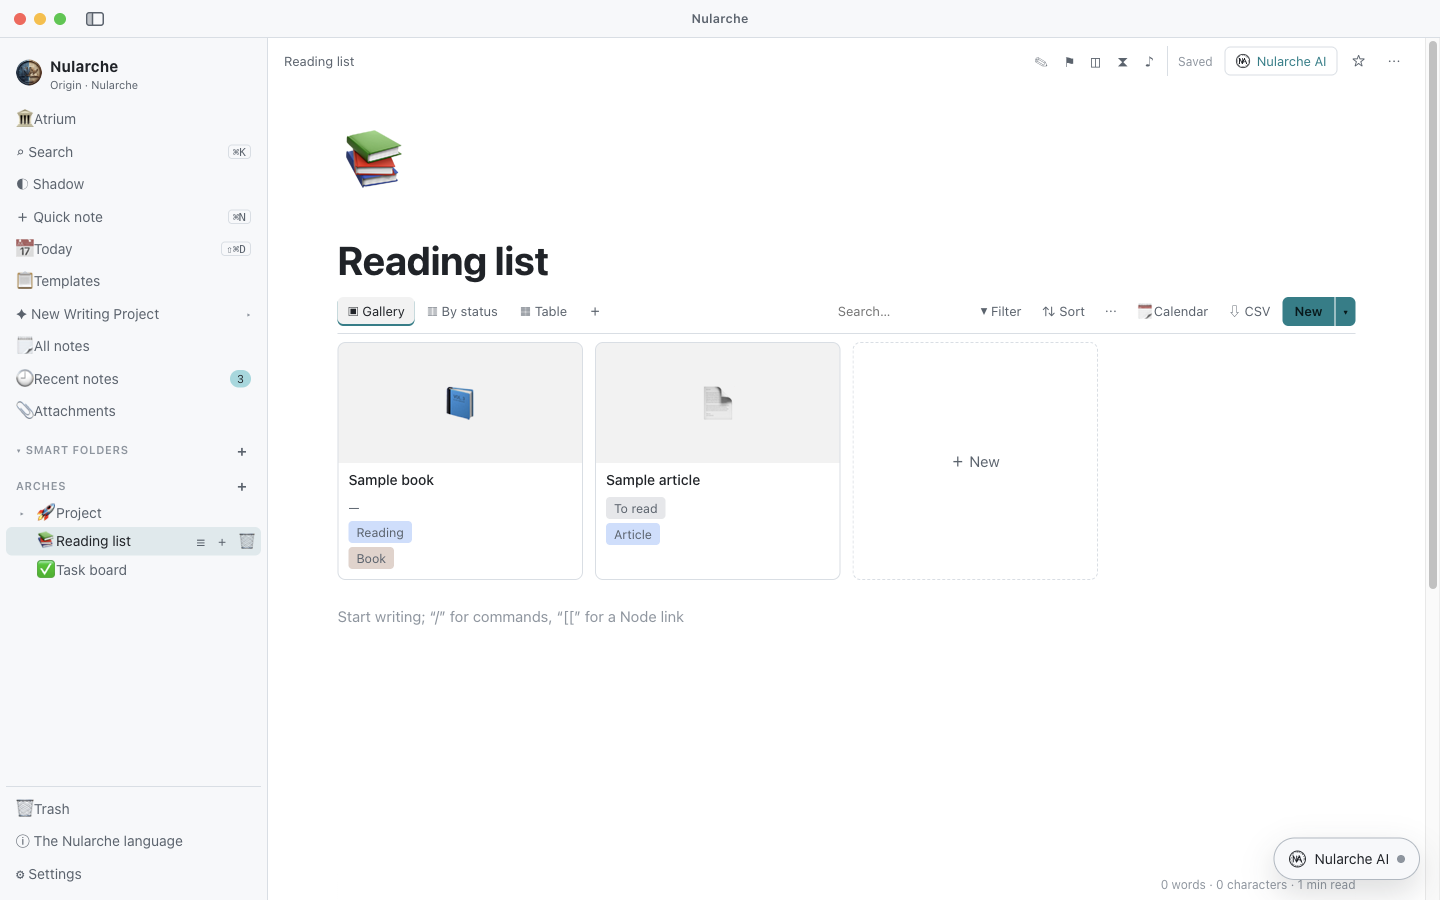 Nularche
Nularche
Origin · Nularche
Atrium
Search ⌘K
Shadow
Quick note ⌘N
Today ⇧⌘D
Templates
New Writing Project
All notes
Recent notes 3
Attachments
SMART FOLDERS
ARCHES
Project
Reading list
Task board
Trash
The Nularche language
Settings
Reading list
Saved
Nularche AI
Reading list
Gallery By status Table +
Search... Filter Sort ··· Calendar CSV New
Sample book
—
Reading
Book
Sample article
To read
Article
+ New
Start writing; “/” for commands, “[[” for a Node link
Nularche AI
0 words · 0 characters · 1 min read